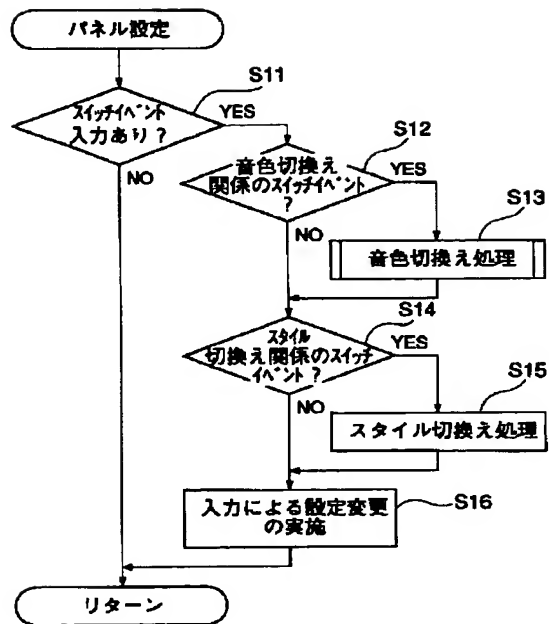 パネル設定
S11
スイッチイベント
入力あり？
YES
NO
S12
音色切換え
関係のスイッチイベント
？
YES
NO
S13
音色切換え処理
S14
スタイル
切換え関係のスイッチ
イベント？
YES
NO
S15
スタイル切換え処理
S16
入力による設定変更
の実施
リターン